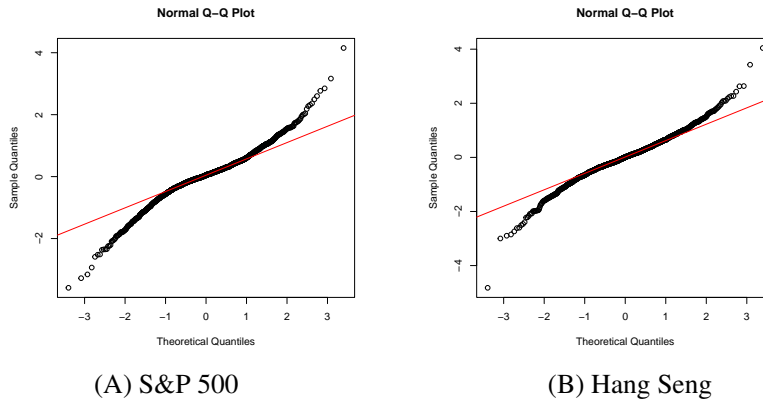 Normal Q−Q Plot
Sample Quantiles
4
2
0
−2
−3 −2 −1 0 1 2 3
Theoretical Quantiles
(A) S&P 500
Normal Q−Q Plot
Sample Quantiles
4
2
0
−2
−4
−3 −2 −1 0 1 2 3
Theoretical Quantiles
(B) Hang Seng